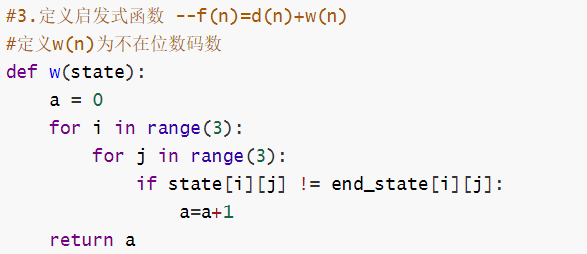 #3.定义启发式函数 --f(n)=d(n)+w(n)
#定义w(n)为不在位数码数
def w(state):
    a = 0
    for i in range(3):
        for j in range(3):
            if state[i][j] != end_state[i][j]:
                a=a+1
    return a